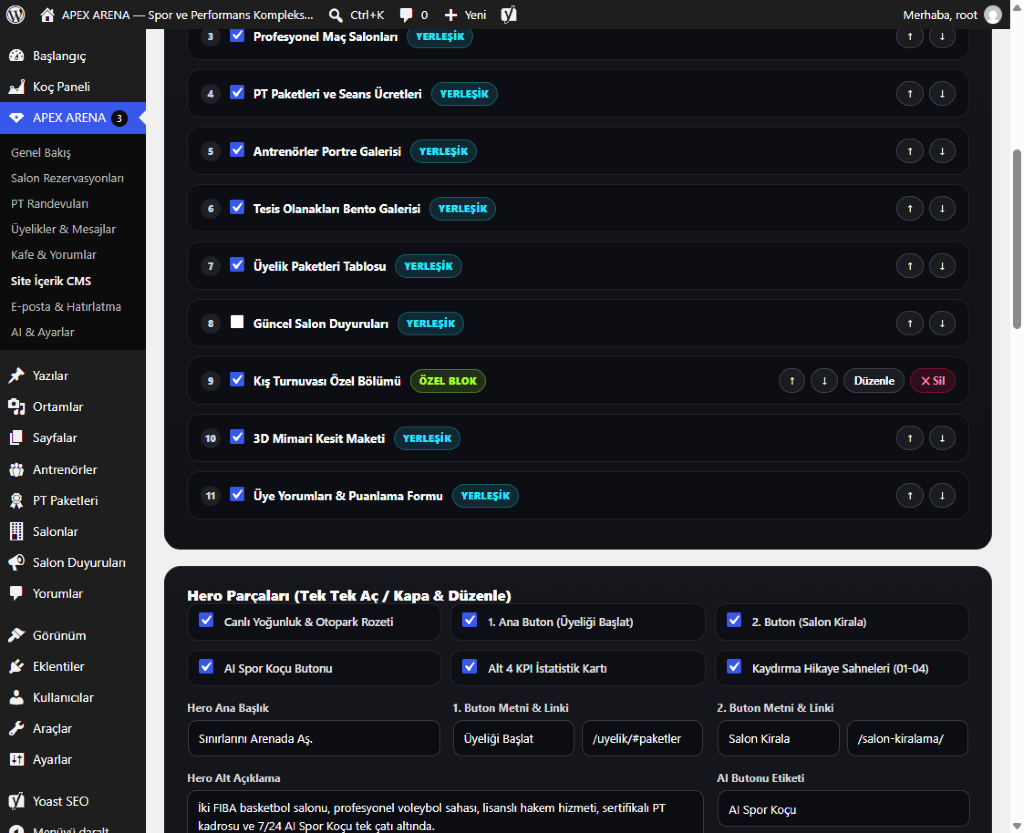 APEX ARENA — Spor ve Performans Kompleks...
Ctrl+K
0
Yeni
Merhaba, root
Başlangıç
Koç Paneli
APEX ARENA 3
Genel Bakış
Salon Rezervasyonları
PT Randevuları
Üyelikler & Mesajlar
Kafe & Yorumlar
Site İçerik CMS
E-posta & Hatırlatma
AI & Ayarlar
Yazılar
Ortamlar
Sayfalar
Antrenörler
PT Paketleri
Salonlar
Salon Duyuruları
Yorumlar
Görünüm
Eklentiler
Kullanıcılar
Araçlar
Ayarlar
Yoast SEO
Menüyü daralt
3 Profesyonel Maç Salonları YERLEŞİK ↑ ↓
4 PT Paketleri ve Seans Ücretleri YERLEŞİK ↑ ↓
5 Antrenörler Portre Galerisi YERLEŞİK ↑ ↓
6 Tesis Olanakları Bento Galerisi YERLEŞİK ↑ ↓
7 Üyelik Paketleri Tablosu YERLEŞİK ↑ ↓
8 Güncel Salon Duyuruları YERLEŞİK ↑ ↓
9 Kış Turnuvası Özel Bölümü ÖZEL BLOK ↑ ↓ Düzenle ✕ Sil
10 3D Mimari Kesit Maketi YERLEŞİK ↑ ↓
11 Üye Yorumları & Puanlama Formu YERLEŞİK ↑ ↓
Hero Parçaları (Tek Tek Aç / Kapa & Düzenle)
Canlı Yoğunluk & Otopark Rozeti
1. Ana Buton (Üyeliği Başlat)
2. Buton (Salon Kirala)
AI Spor Koçu Butonu
Alt 4 KPI İstatistik Kartı
Kaydırma Hikaye Sahneleri (01-04)
Hero Ana Başlık
1. Buton Metni & Linki
2. Buton Metni & Linki
Sınırlarını Arenada Aş.
Üyeliği Başlat
/uyelik/#paketler
Salon Kirala
/salon-kiralama/
Hero Alt Açıklama
AI Butonu Etiketi
İki FIBA basketbol salonu, profesyonel voleybol sahası, lisanslı hakem hizmeti, sertifikalı PT
kadrosu ve 7/24 AI Spor Koçu tek çatı altında.
AI Spor Koçu